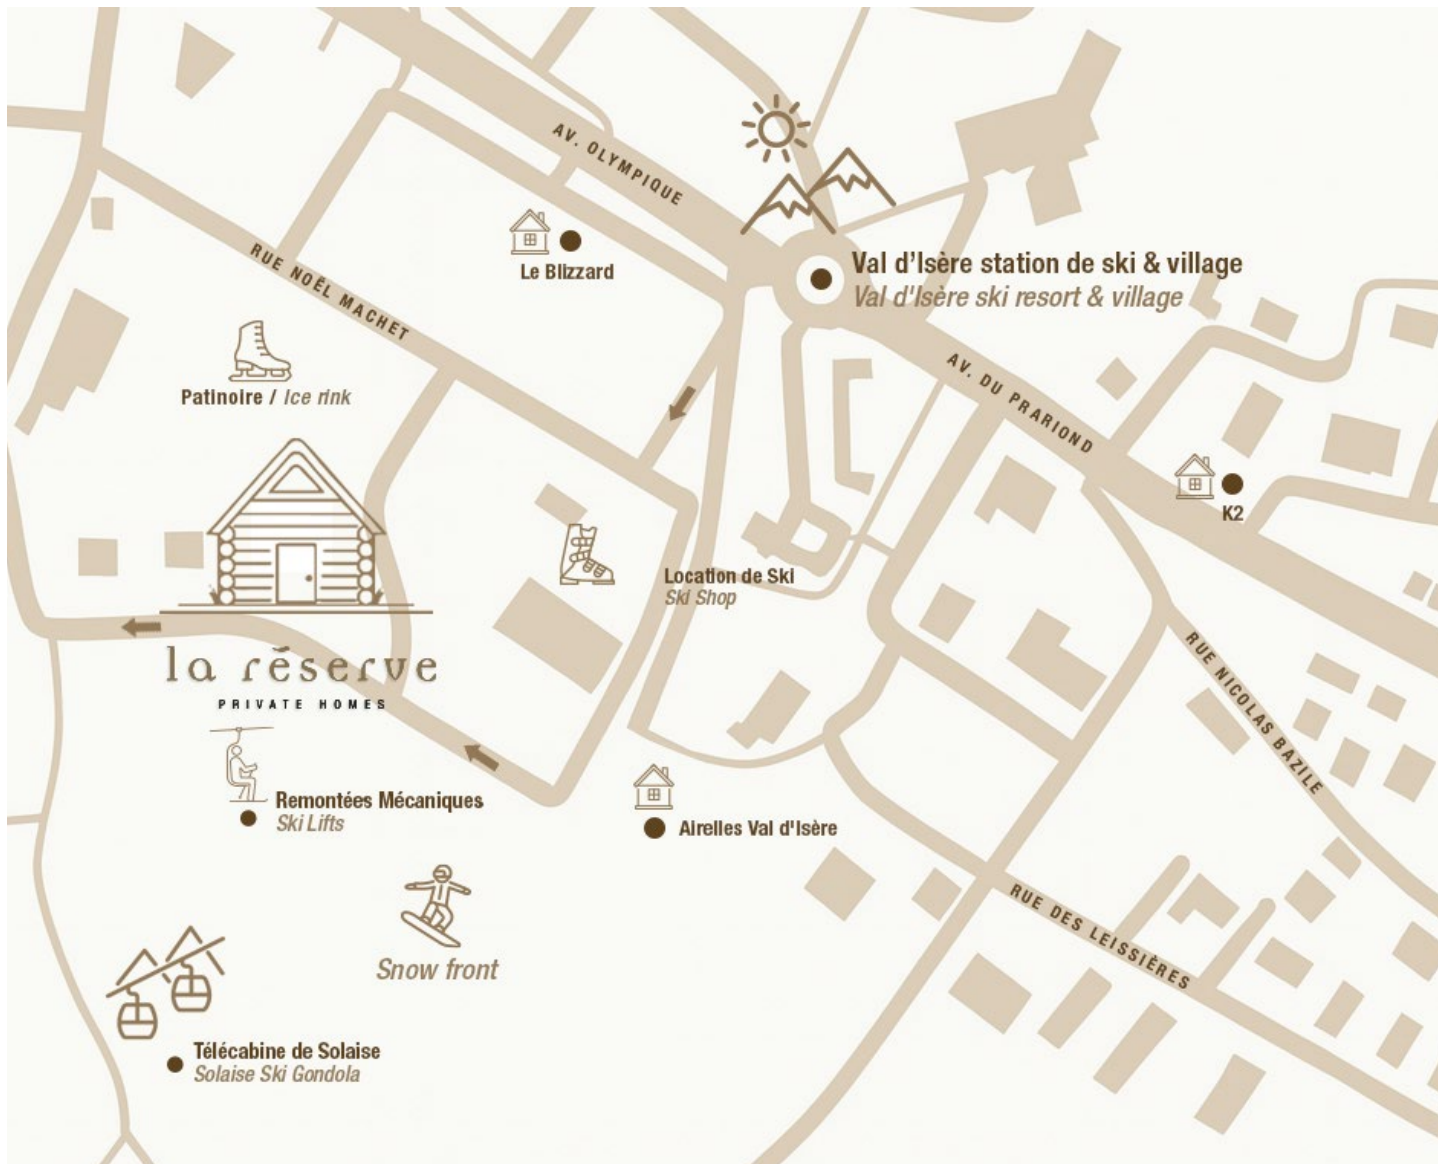 AV. OLYMPIQUE
Le Blizzard
RUE NOËL MACHET
Val d'Isère station de ski & village
Val d'Isère ski resort & village
Patinoire / Ice rink
AV. DU PRARIOND
K2
Location de Ski
Ski Shop
la réserve
PRIVATE HOMES
RUE NICOLAS BAZILE
Remontées Mécaniques
Ski Lifts
Airelles Val d'Isère
Snow front
RUE DES LEISSIÈRES
Télécabine de Solaise
Solaise Ski Gondola